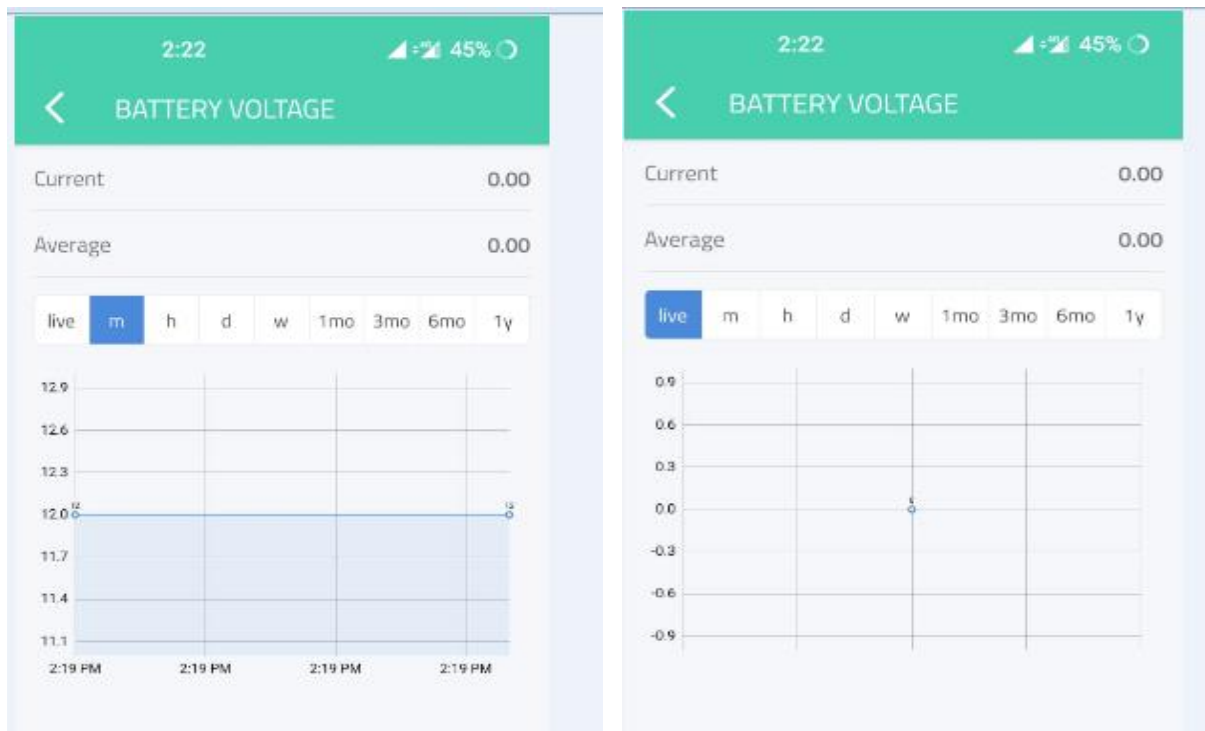 2:22 45%
BATTERY VOLTAGE
Current 0.00
Average 0.00
live m h d w 1mo 3mo 6mo 1y
12.9
12.6
12.3
12.0
12
11.7
11.4
11.1
2:19 PM 2:19 PM 2:19 PM 2:19 PM
2:22 45%
BATTERY VOLTAGE
Current 0.00
Average 0.00
live m h d w 1mo 3mo 6mo 1y
0.9
0.6
0.3
0.0
-0.3
-0.6
-0.9